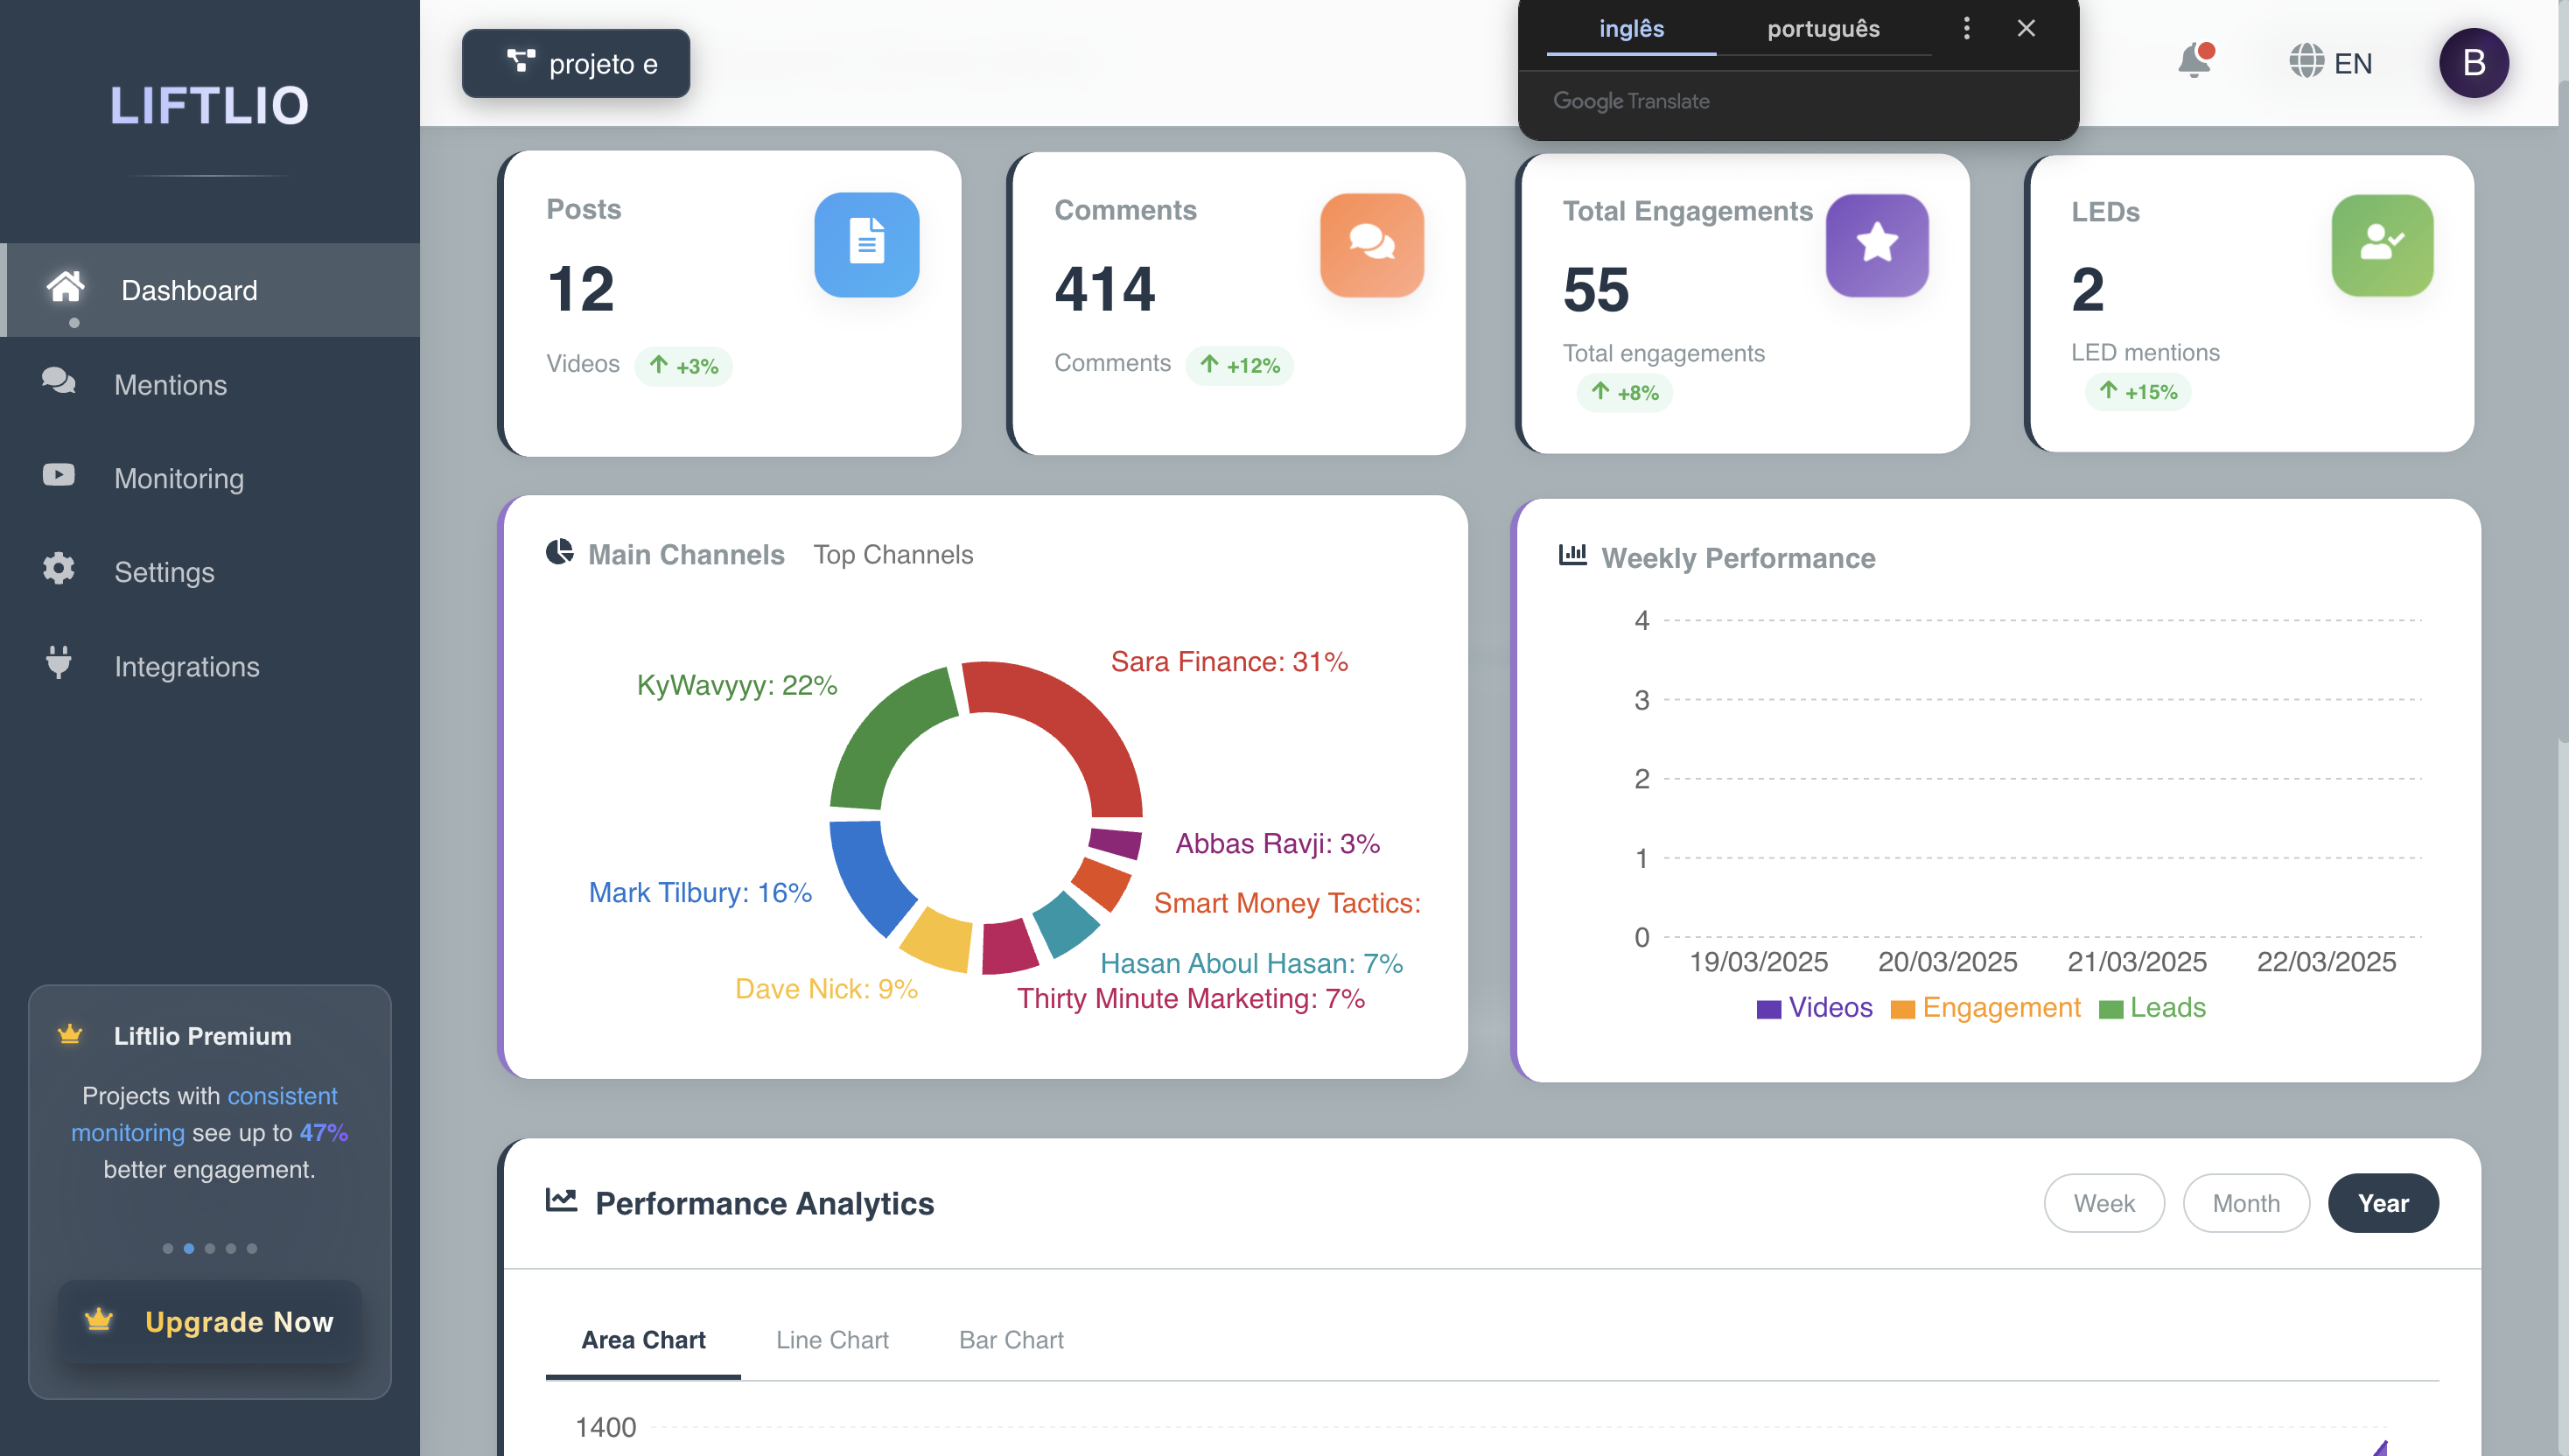 LIFTLIO
projeto e
inglês
português
Google Translate
EN
B
Dashboard
Mentions
Monitoring
Settings
Integrations
Liftlio Premium
Projects with consistent
monitoring see up to 47%
better engagement.
Upgrade Now
Posts
12
Videos
+3%
Comments
414
Comments
+12%
Total Engagements
55
Total engagements
+8%
LEDs
2
LED mentions
+15%
Main Channels
Top Channels
Sara Finance: 31%
KyWavyyy: 22%
Abbas Ravji: 3%
Mark Tilbury: 16%
Smart Money Tactics:
Hasan Aboul Hasan: 7%
Dave Nick: 9%
Thirty Minute Marketing: 7%
Weekly Performance
4
3
2
1
0
19/03/2025
20/03/2025
21/03/2025
22/03/2025
Videos
Engagement
Leads
Performance Analytics
Week
Month
Year
Area Chart
Line Chart
Bar Chart
1400